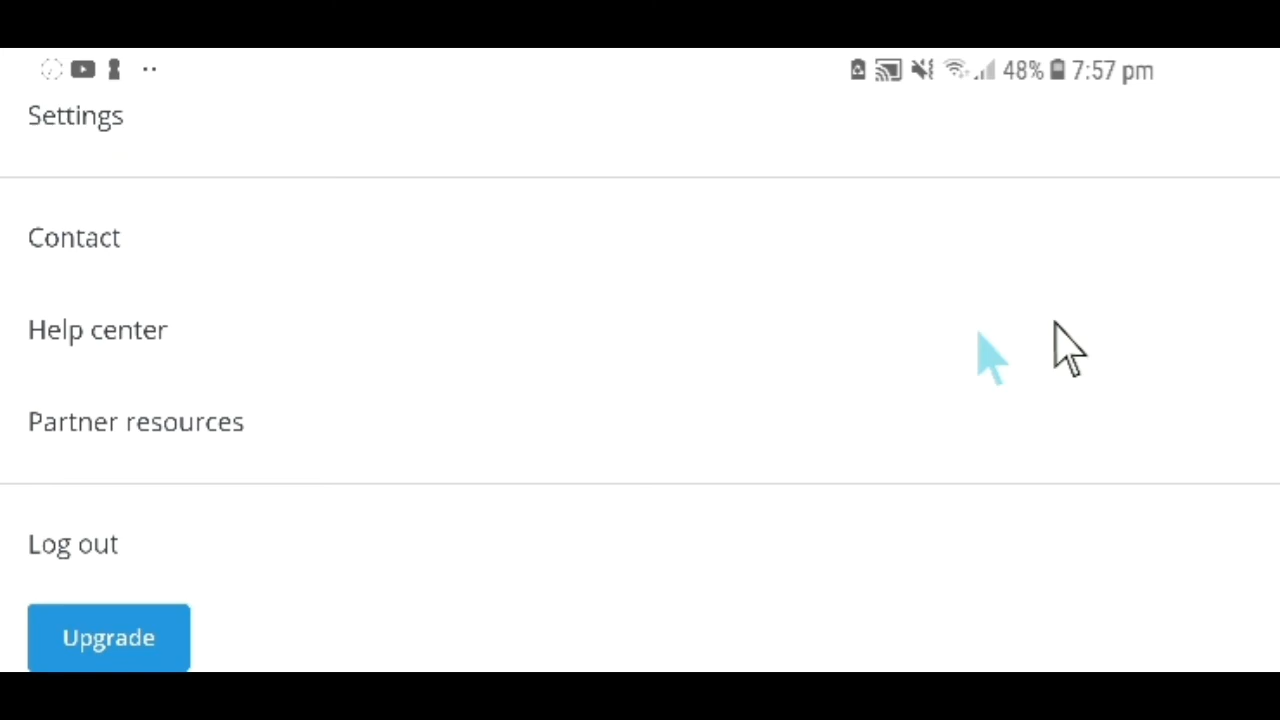 48% 7:57 pm
Settings
Contact
Help center
Partner resources
Log out
Upgrade